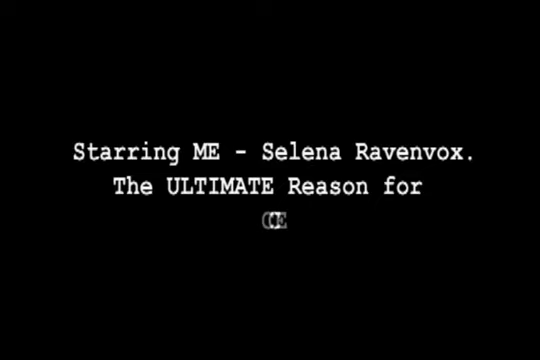 Starring ME - Selena Ravenvox.
The ULTIMATE Reason for